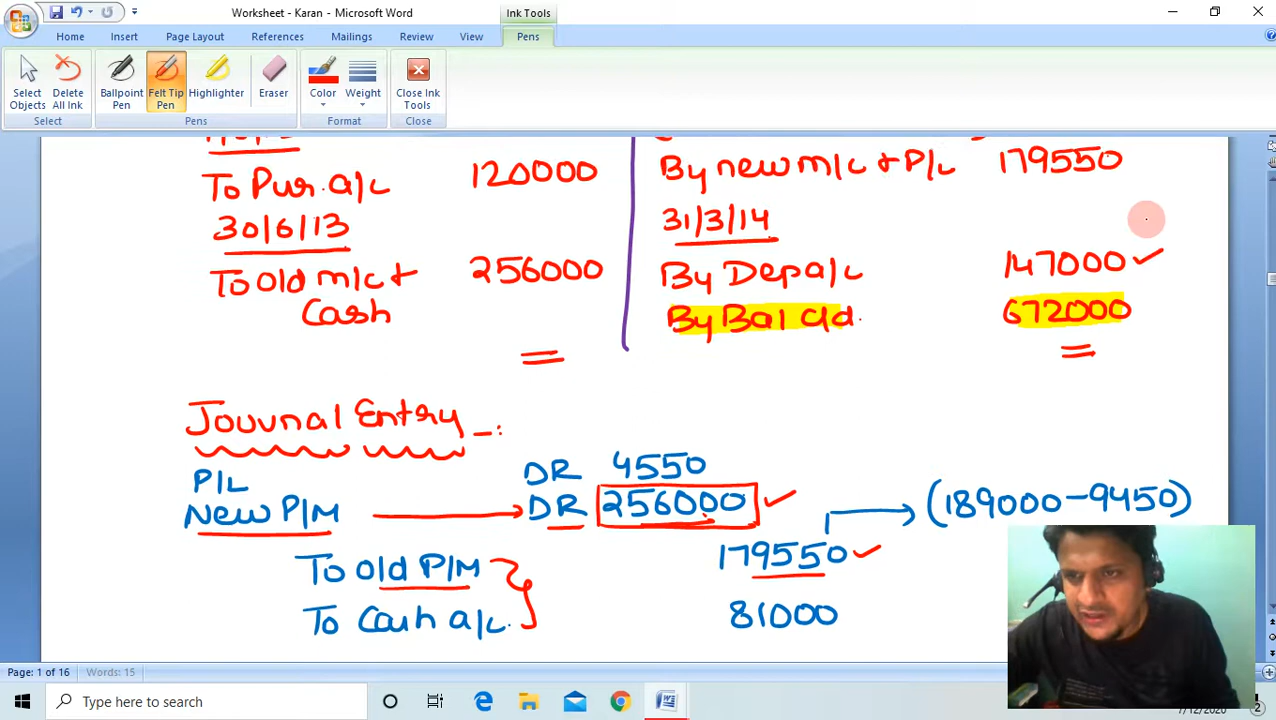 Worksheet - Karan - Microsoft Word
Ink Tools
Home Insert Page Layout References Mailings Review View Pens
Select Objects
Delete All Ink
Ballpoint Pen
Felt Tip Pen
Highlighter
Eraser
Color
Weight
Close Ink Tools
Select Pens Format Close
To Pur. a/c 120000
30/6/13
To Old m/c + Cash 256000
By new m/c + P/L 179550
31/3/14
By Dep a/c 147000
By Bal c/d. 672000
Journal Entry -:
P/L DR 4550
New P/M DR 256000
To Old P/M 179550 (189000-9450)
To Cash a/c. 81000
Page: 1 of 16 Words: 15
Type here to search
7/12/2020
2